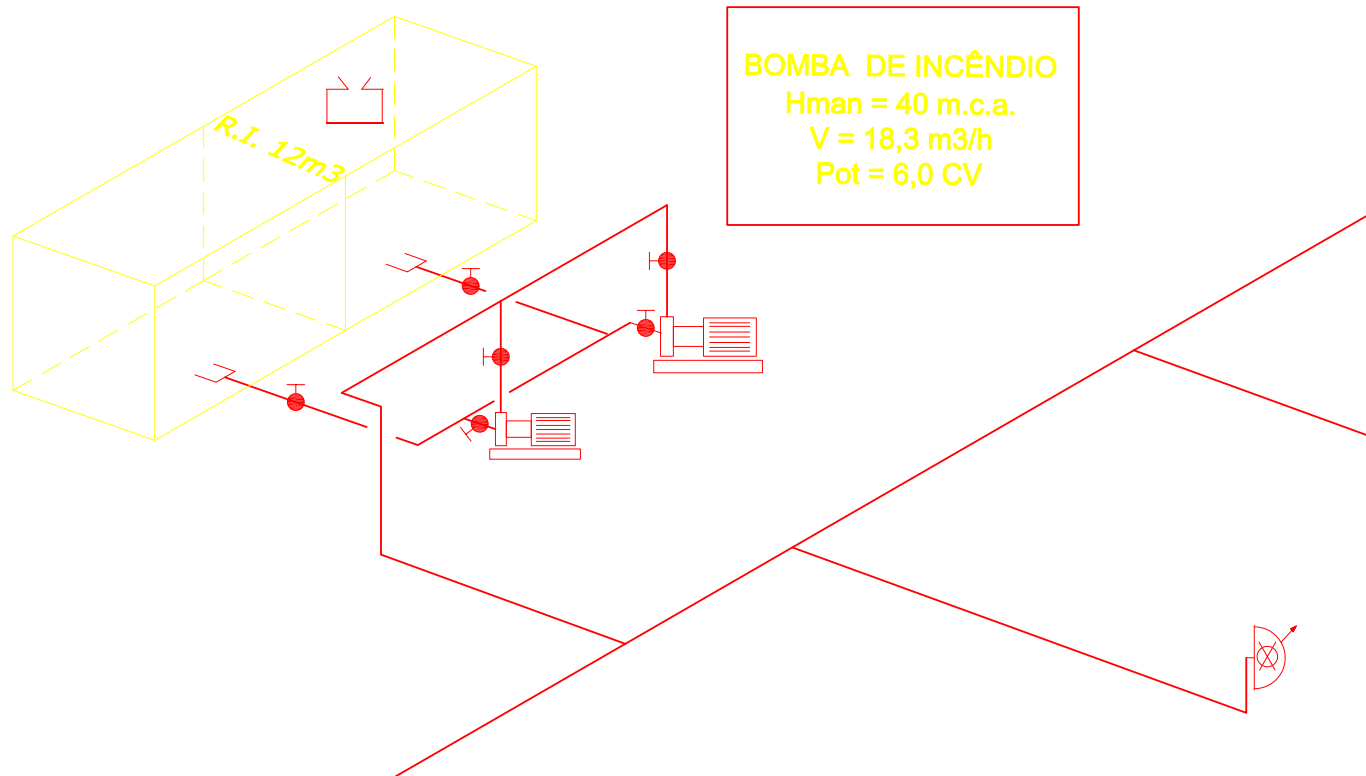 BOMBA DE INCÊNDIO
Hman = 40 m.c.a.
V = 18,3 m3/h
Pot = 6,0 CV
R.I. 12m3